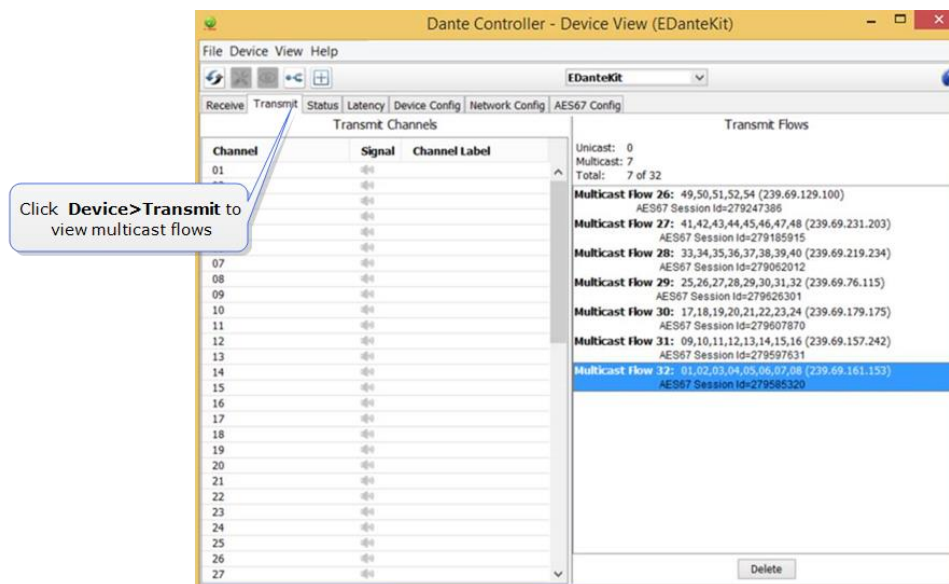 Dante Controller - Device View (EDanteKit)
File Device View Help
EDanteKit
Receive Transmit Status Latency Device Config Network Config AES67 Config
Transmit Channels
Channel Signal Channel Label
01
07
08
09
10
11
12
13
14
15
16
17
18
19
20
21
22
23
24
25
26
27
Click Device>Transmit to
view multicast flows
Transmit Flows
Unicast: 0
Multicast: 7
Total: 7 of 32
Multicast Flow 26: 49,50,51,52,54 (239.69.129.100)
AES67 Session Id=279247386
Multicast Flow 27: 41,42,43,44,45,46,47,48 (239.69.231.203)
AES67 Session Id=279185915
Multicast Flow 28: 33,34,35,36,37,38,39,40 (239.69.219.234)
AES67 Session Id=279062012
Multicast Flow 29: 25,26,27,28,29,30,31,32 (239.69.76.115)
AES67 Session Id=279626301
Multicast Flow 30: 17,18,19,20,21,22,23,24 (239.69.179.175)
AES67 Session Id=279607870
Multicast Flow 31: 09,10,11,12,13,14,15,16 (239.69.157.242)
AES67 Session Id=279597631
Multicast Flow 32: 01,02,03,04,05,06,07,08 (239.69.161.153)
AES67 Session Id=279585320
Delete